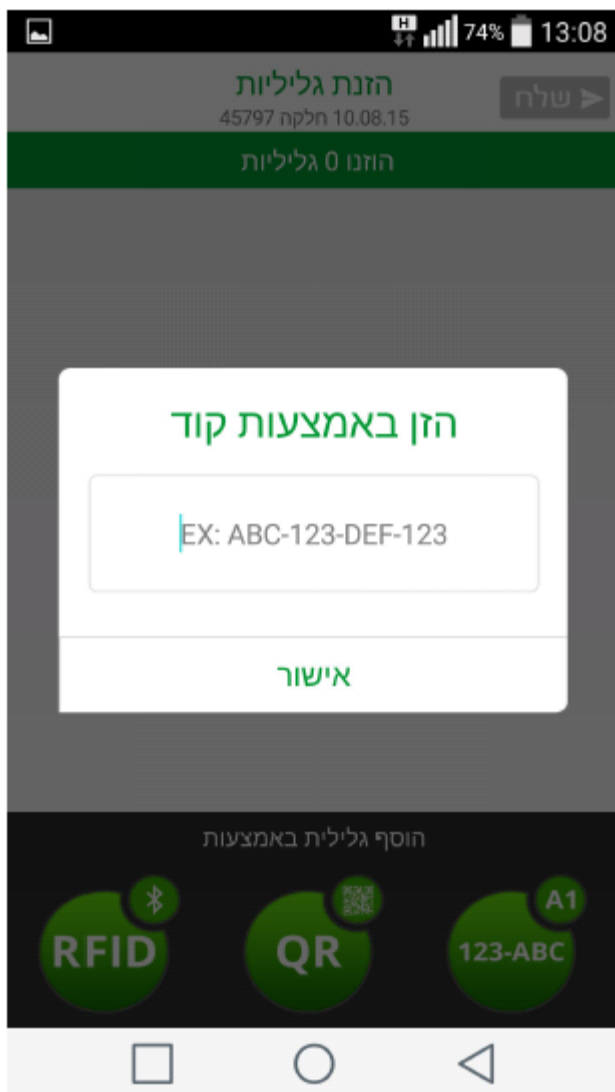 74% 13:08
הזנת גליליות
שלח
10.08.15 חלקה 45797
הוזנו 0 גליליות
הזן באמצעות קוד
EX: ABC-123-DEF-123
אישור
הוסף גלילית באמצעות
A1
RFID QR 123-ABC